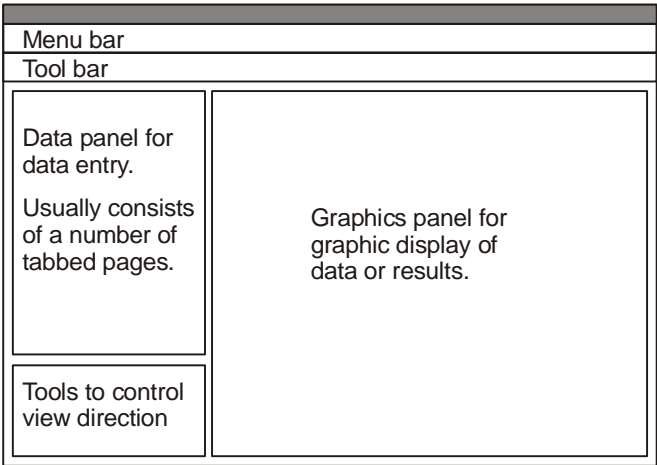 Menu bar
Tool bar
Data panel for
data entry.
Usually consists
of a number of
tabbed pages.
Graphics panel for
graphic display of
data or results.
Tools to control
view direction